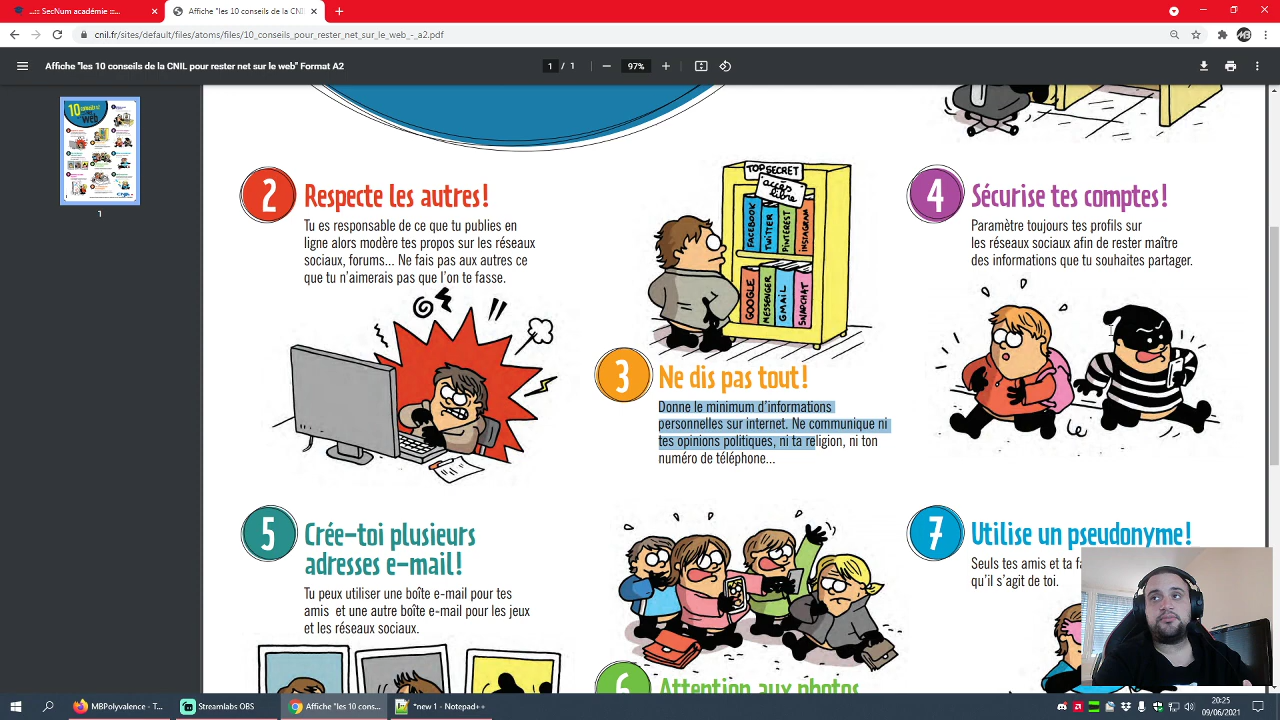 ..:: SecNum académie ::..
Affiche "les 10 conseils de la CNI
cnil.fr/sites/default/files/atoms/files/10_conseils_pour_rester_net_sur_le_web_-_a2.pdf
Affiche "les 10 conseils de la CNIL pour rester net sur le web" Format A2
1 / 1
97%
1
TOP SECRET
accès
libre
FACEBOOK
TWITTER
PINTEREST
INSTAGRAM
GOOGLE
MESSENGER
GMAIL
SNAPCHAT
2 Respecte les autres!
Tu es responsable de ce que tu publies en
ligne alors modère tes propos sur les réseaux
sociaux, forums... Ne fais pas aux autres ce
que tu n'aimerais pas que l'on te fasse.
3 Ne dis pas tout!
Donne le minimum d'informations
personnelles sur internet. Ne communique ni
tes opinions politiques, ni ta religion, ni ton
numéro de téléphone...
4 Sécurise tes comptes!
Paramètre toujours tes profils sur
les réseaux sociaux afin de rester maître
des informations que tu souhaites partager.
5 Crée-toi plusieurs
adresses e-mail!
Tu peux utiliser une boîte e-mail pour tes
amis et une autre boîte e-mail pour les jeux
et les réseaux sociaux.
6 Attention aux photos
7 Utilise un pseudonyme!
Seuls tes amis et ta fa
qu'il s'agit de toi.
MBPolyvalence - T...
Streamlabs OBS
Affiche "les 10 cons...
*new 1 - Notepad++
20:25
09/06/2021